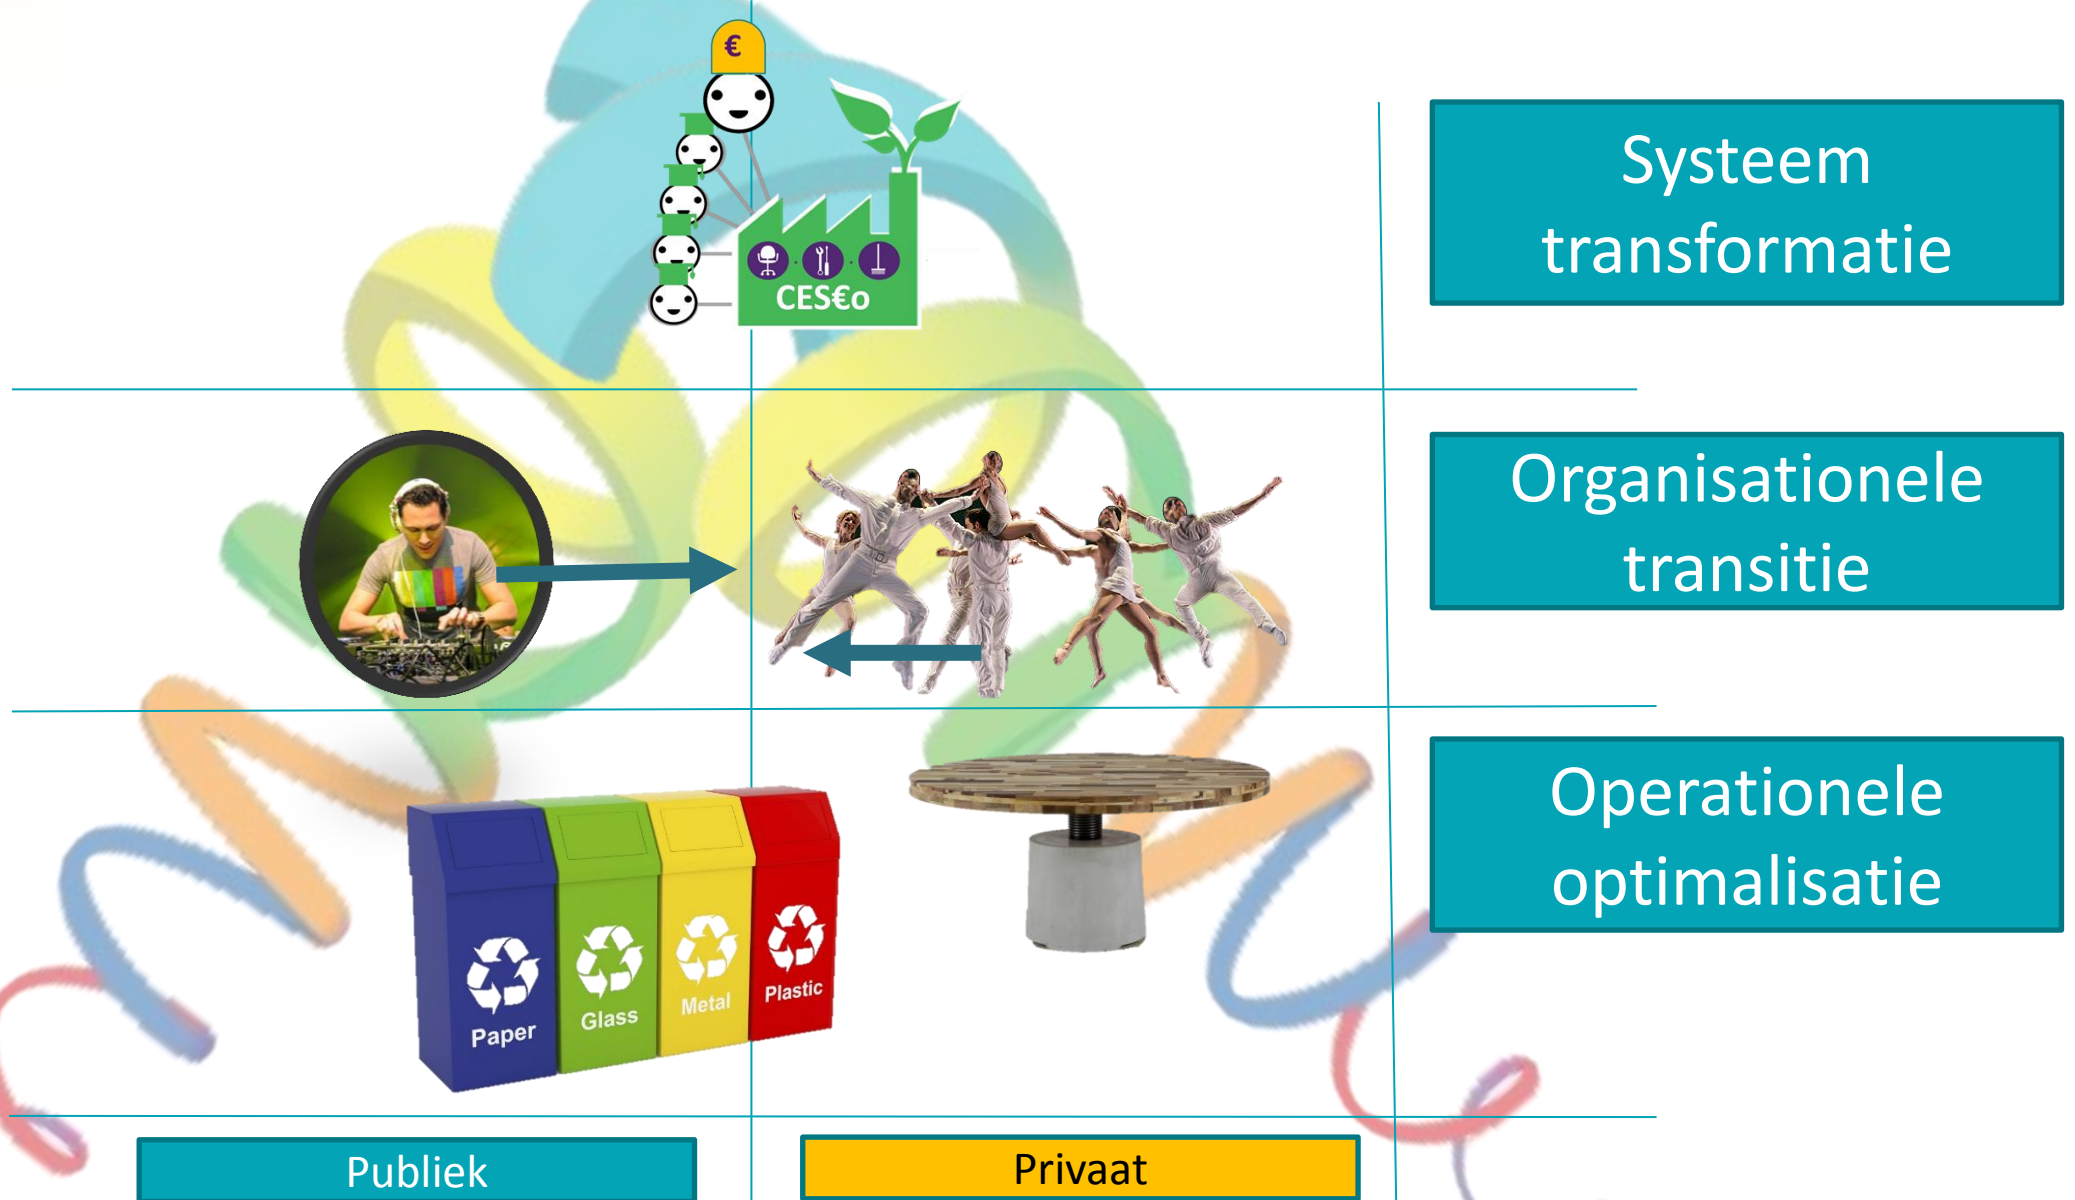 €
CES€o
Systeem
transformatie
Organisationele
transitie
Operationele
optimalisatie
Paper
Glass
Metal
Plastic
Publiek
Privaat